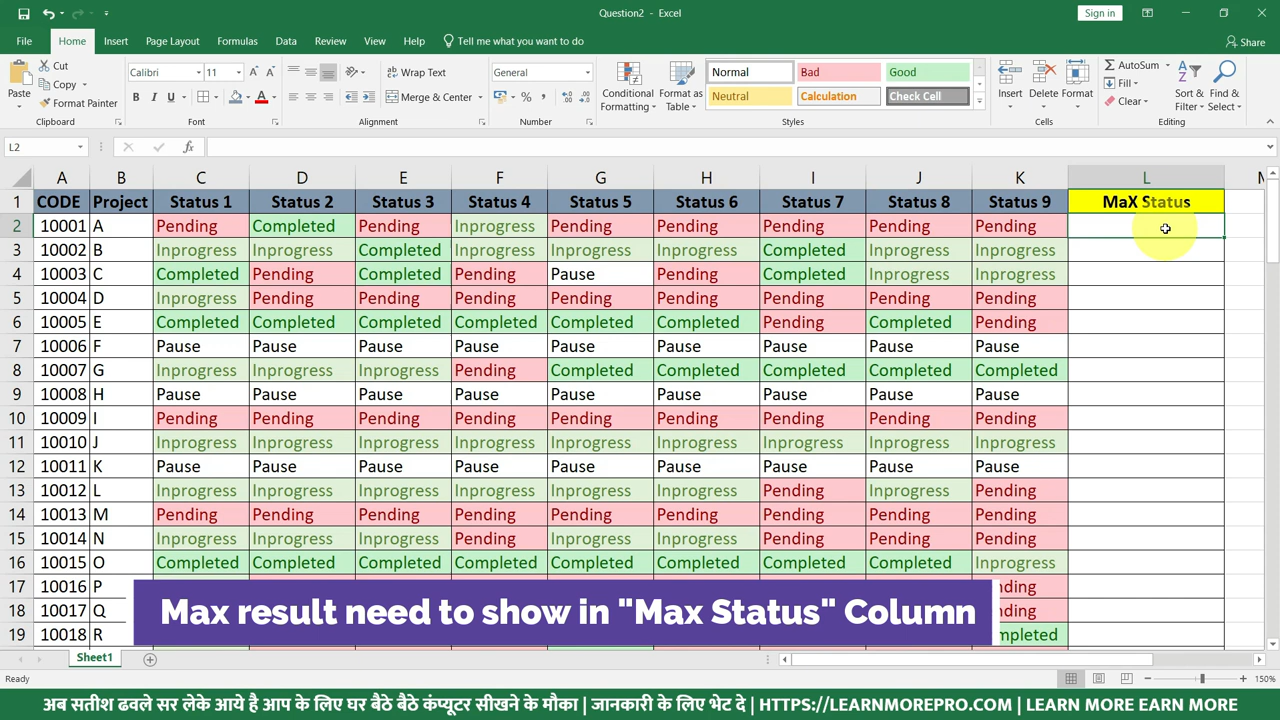 Question2 - Excel
Sign in
File Home Insert Page Layout Formulas Data Review View Help Tell me what you want to do Share
Paste Cut Copy Format Painter Clipboard
Calibri 11 B I U A A A Font
Wrap Text Merge & Center Alignment
General % , Number
Conditional Formatting Format as Table
Normal Bad Good
Neutral Calculation Check Cell
Styles
Insert Delete Format Cells
AutoSum Fill Clear Sort & Filter Find & Select Editing
L2 fx
A B C D E F G H I J K L M
1 CODE Project Status 1 Status 2 Status 3 Status 4 Status 5 Status 6 Status 7 Status 8 Status 9 MaX Status
2 10001 A Pending Completed Pending Inprogress Pending Pending Pending Pending Pending
3 10002 B Inprogress Inprogress Completed Inprogress Inprogress Inprogress Completed Inprogress Inprogress
4 10003 C Completed Pending Completed Pending Pause Pending Completed Inprogress Inprogress
5 10004 D Inprogress Pending Pending Pending Pending Pending Pending Pending Pending
6 10005 E Completed Completed Completed Completed Completed Completed Pending Completed Pending
7 10006 F Pause Pause Pause Pause Pause Pause Pause Pause Pause
8 10007 G Inprogress Inprogress Inprogress Pending Completed Completed Completed Completed Completed
9 10008 H Pause Pause Pause Pause Pause Pause Pause Pause Pause
10 10009 I Pending Pending Pending Pending Pending Pending Pending Pending Pending
11 10010 J Inprogress Inprogress Inprogress Inprogress Inprogress Inprogress Inprogress Inprogress Inprogress
12 10011 K Pause Pause Pause Pause Pause Pause Pause Pause Pause
13 10012 L Inprogress Inprogress Inprogress Inprogress Inprogress Inprogress Pending Inprogress Pending
14 10013 M Pending Pending Pending Pending Pending Pending Pending Pending Pending
15 10014 N Inprogress Inprogress Inprogress Pending Inprogress Inprogress Pending Pending Pending
16 10015 O Completed Completed Completed Completed Completed Completed Completed Completed Inprogress
17 10016 P nding
18 10017 Q nding
19 10018 R mpleted
Max result need to show in "Max Status" Column
Sheet1
150%
अब सतीश ढवले सर लेके आये है आप के लिए घर बैठे बैठे कंप्यूटर सीखने के मौका | जानकारी के लिए भेट दे | HTTPS://LEARNMOREPRO.COM | LEARN MORE EARN MORE